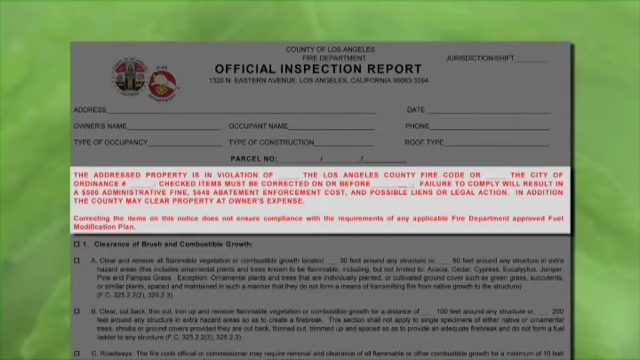 COUNTY OF LOS ANGELES
FIRE DEPARTMENT
JURISDICTION/SHIFT
OFFICIAL INSPECTION REPORT
1320 N. EASTERN AVENUE, LOS ANGELES, CALIFORNIA 90063-3294
FIRE
ADDRESS DATE
OWNER'S NAME OCCUPANT NAME PHONE
TYPE OF OCCUPANCY TYPE OF CONSTRUCTION ROOF TYPE
PARCEL NO: / /
THE ADDRESSED PROPERTY IS IN VIOLATION OF ____ THE LOS ANGELES COUNTY FIRE CODE OR ____ THE CITY OF
ORDINANCE # ____. CHECKED ITEMS MUST BE CORRECTED ON OR BEFORE ________. FAILURE TO COMPLY WILL RESULT IN
A $500 ADMINISTRATIVE FINE, $648 ABATEMENT ENFORCEMENT COST, AND POSSIBLE LIENS OR LEGAL ACTION. IN ADDITION
THE COUNTY MAY CLEAR PROPERTY AT OWNER'S EXPENSE.
Correcting the items on this notice does not ensure compliance with the requirements of any applicable Fire Department approved Fuel
Modification Plan.
1. Clearance of Brush and Combustible Growth:
A. Clear and remove all flammable vegetation or combustible growth located ___ 30 feet around any structure or, ___ 50 feet around any structure in extra
hazard areas (this includes ornamental plants and trees known to be flammable, including, but not limited to: Acacia, Cedar, Cypress, Eucalyptus, Juniper,
Pine and Pampas Grass. Exception: Ornamental plants and trees that are individually planted, or cultivated ground cover such as green grass, succulents,
or similar plants, spaced and maintained in such a manner that they do not form a means of transmitting fire from native growth to the structure)
(F.C. 325.2.2(2), 325.2.3)
B. Clear, cut back, thin out, trim up and remove flammable vegetation or combustible growth for a distance of ___ 100 feet around any structure or, ___ 200
feet around any structure in extra hazard areas so as to create a firebreak. This section shall not apply to single specimens of either native or ornamental
trees, shrubs or ground covers provided they are cut back, thinned out, trimmed up and spaced so as to provide an adequate firebreak and do not form a fuel
ladder to any structure (F.C. 325.2.2(3), 325.2.3)
C. Roadways. The fire code official or commissioner may require removal and clearance of all flammable or other combustible growth for a minimum of 10 feet